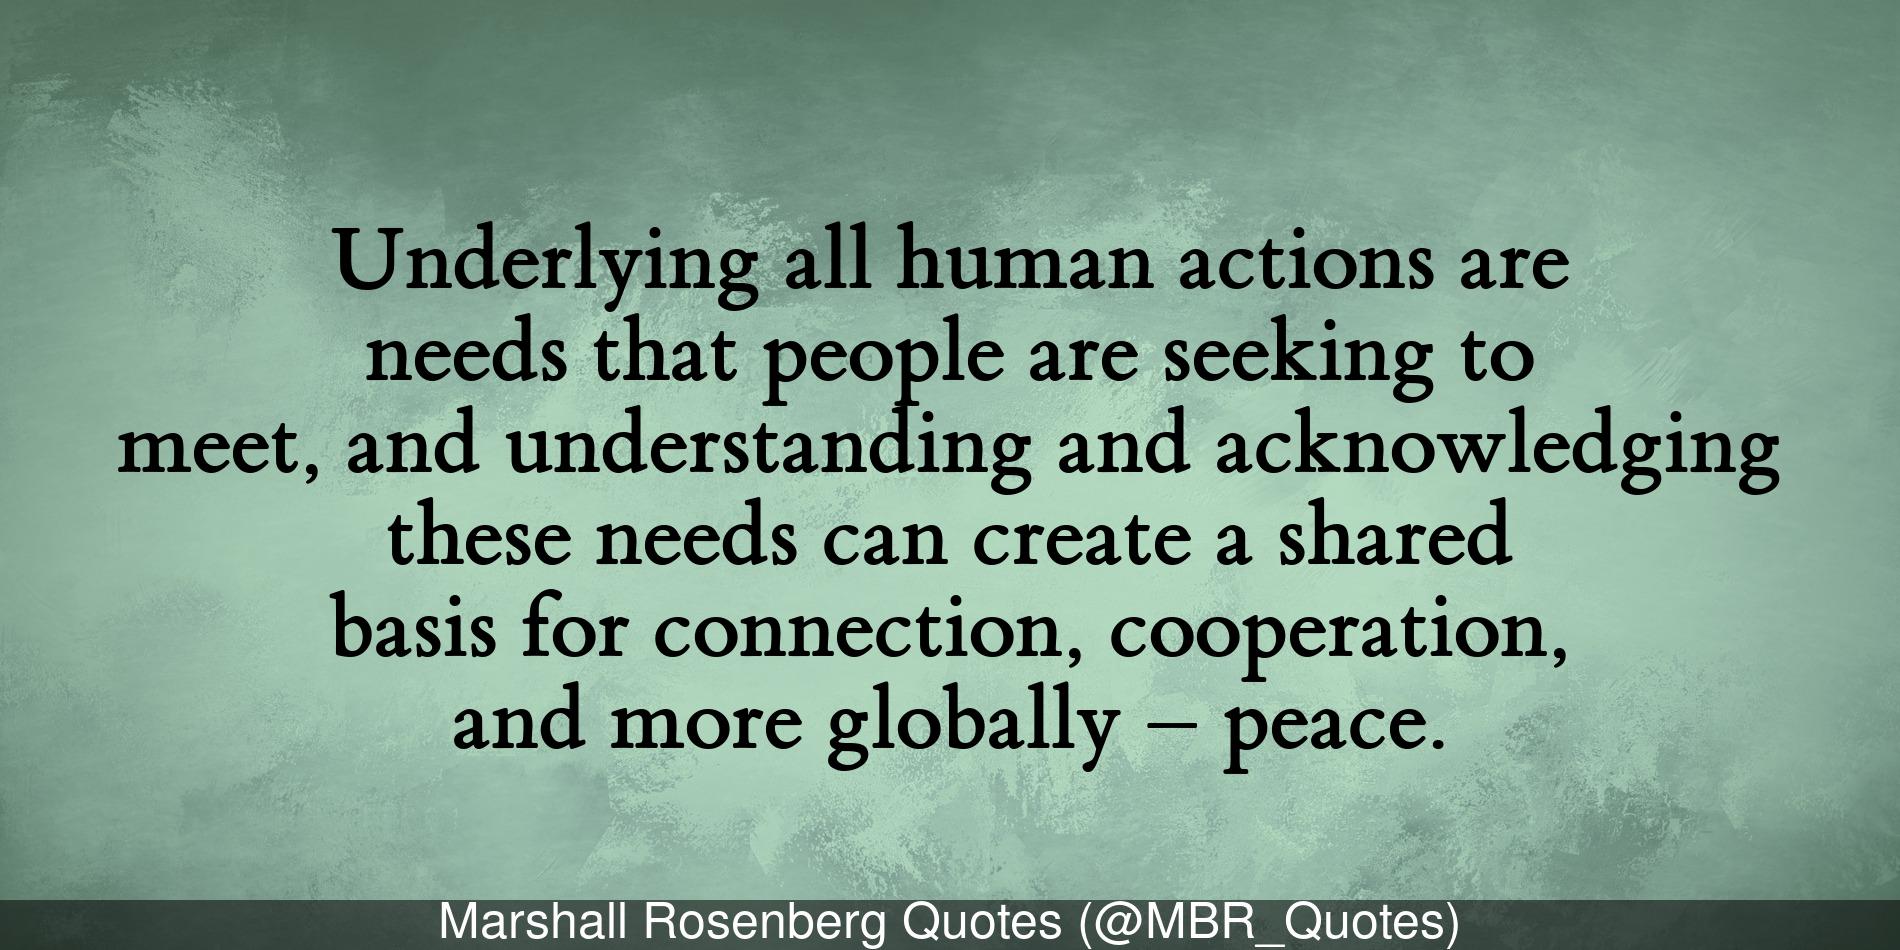 Underlying all human actions are
needs that people are seeking to
meet, and understanding and acknowledging
these needs can create a shared
basis for connection, cooperation,
and more globally – peace.
Marshall Rosenberg Quotes (@MBR_Quotes)